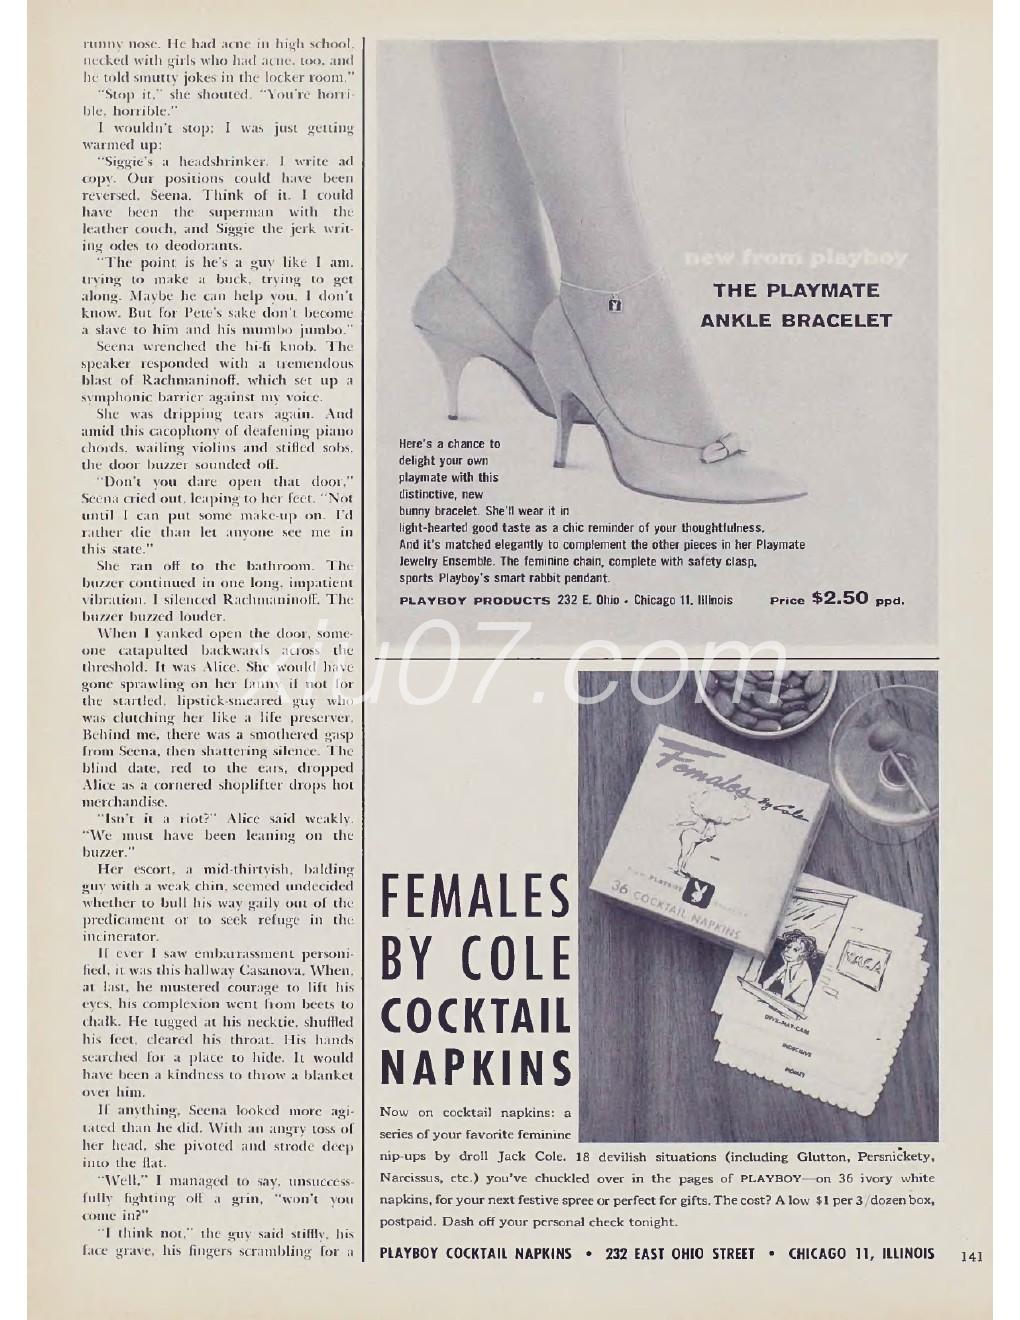 runny nose. He had acne in high school,
necked with girls who had acne, too, and
he told smutty jokes in the locker room."
"Stop it," she shouted. "You're horri-
ble, horrible."
I wouldn't stop; I was just getting
warmed up:
"Siggie's a headshrinker. I write ad
copy. Our positions could have been
reversed, Seena. Think of it. I could
have been the superman with the
leather couch, and Siggie the jerk writ-
ing odes to deodorants.
"The point is he's a guy like I am,
trying to make a buck, trying to get
along. Maybe he can help you, I don't
know. But for Pete's sake don't become
a slave to him and his mumbo jumbo."
Seena wrenched the hi-fi knob. The
speaker responded with a tremendous
blast of Rachmaninoff, which set up a
symphonic barrier against my voice.
She was dripping tears again. And
amid this cacophony of deafening piano
chords, wailing violins and stifled sobs,
the door buzzer sounded off.
"Don't you dare open that door,"
Seena cried out, leaping to her feet. "Not
until I can put some make-up on. I'd
rather die than let anyone see me in
this state."
She ran off to the bathroom. The
buzzer continued in one long, impatient
vibration. I silenced Rachmaninoff. The
buzzer buzzed louder.
When I yanked open the door, some-
one catapulted backwards across the
threshold. It was Alice. She would have
gone sprawling on her fanny if not for
the startled, lipstick-smeared guy who
was clutching her like a life preserver.
Behind me, there was a smothered gasp
from Seena, then shattering silence. The
blind date, red to the ears, dropped
Alice as a cornered shoplifter drops hot
merchandise.
"Isn't it a riot?" Alice said weakly.
"We must have been leaning on the
buzzer."
Her escort, a mid-thirtyish, balding
guy with a weak chin, seemed undecided
whether to bull his way gaily out of the
predicament or to seek refuge in the
incinerator.
If ever I saw embarrassment personi-
fied, it was this hallway Casanova. When,
at last, he mustered courage to lift his
eyes, his complexion went from beets to
chalk. He tugged at his necktie, shuffled
his feet, cleared his throat. His hands
searched for a place to hide. It would
have been a kindness to throw a blanket
over him.
If anything, Seena looked more agi-
tated than he did. With an angry toss of
her head, she pivoted and strode deep
into the flat.
"Well," I managed to say, unsuccess-
fully fighting off a grin, "won't you
come in?"
"I think not," the guy said stiffly, his
face grave, his fingers scrambling for a
new from playboy
THE PLAYMATE
ANKLE BRACELET
Here's a chance to
delight your own
playmate with this
distinctive, new
bunny bracelet. She'll wear it in
light-hearted good taste as a chic reminder of your thoughtfulness.
And it's matched elegantly to complement the other pieces in her Playmate
Jewelry Ensemble. The feminine chain, complete with safety clasp,
sports Playboy's smart rabbit pendant.
PLAYBOY PRODUCTS 232 E. Ohio • Chicago 11, Illinois Price $2.50 ppd.
xiu07.com
Females
By Cole
PLAYBOY
36 COCKTAIL NAPKINS
DEVIL-MAY-CARE
INDECISIVE
MONEY
FEMALES
BY COLE
COCKTAIL
NAPKINS
Now on cocktail napkins: a
series of your favorite feminine
nip-ups by droll Jack Cole. 18 devilish situations (including Glutton, Persnickety,
Narcissus, etc.) you've chuckled over in the pages of PLAYBOY—on 36 ivory white
napkins, for your next festive spree or perfect for gifts. The cost? A low $1 per 3/dozen box,
postpaid. Dash off your personal check tonight.
PLAYBOY COCKTAIL NAPKINS • 232 EAST OHIO STREET • CHICAGO 11, ILLINOIS
141